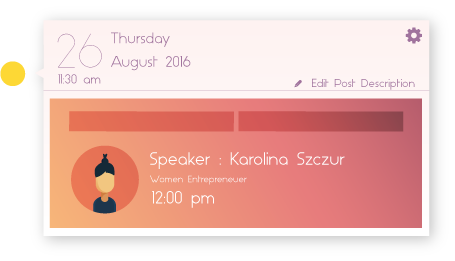 26 Thursday
August 2016
11:30 am
Edit Post Description
Speaker : Karolina Szczur
Women Entrepreneuer
12:00 pm